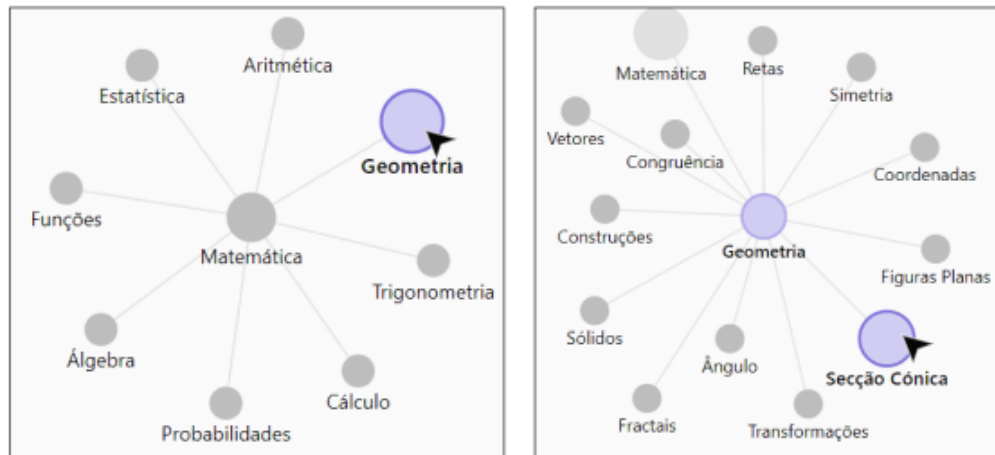 Aritmética
Estatística
Geometria
Funções
Matemática
Trigonometria
Álgebra
Cálculo
Probabilidades
Matemática
Retas
Simetria
Vetores
Congruência
Coordenadas
Construções
Geometria
Figuras Planas
Sólidos
Ângulo
Secção Cónica
Fractais
Transformações